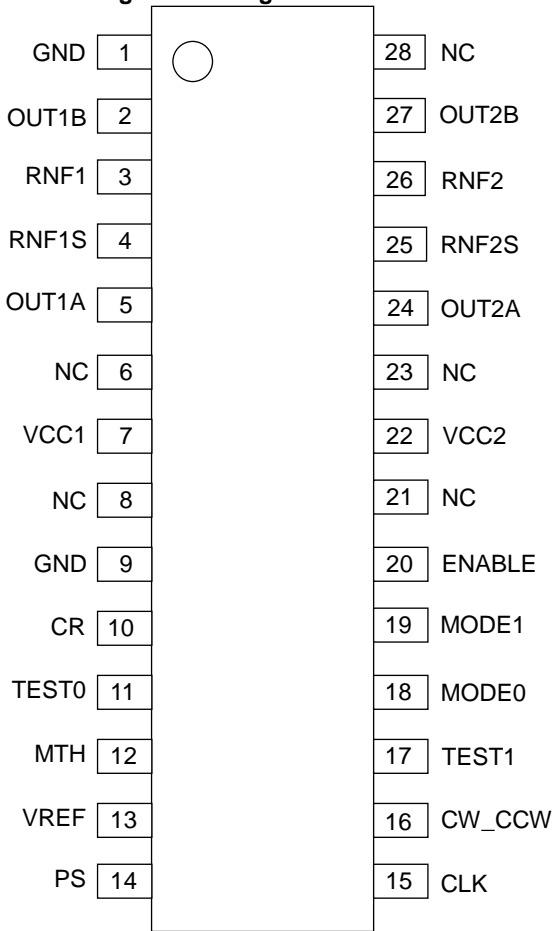 GND 1 28 NC
OUT1B 2 27 OUT2B
RNF1 3 26 RNF2
RNF1S 4 25 RNF2S
OUT1A 5 24 OUT2A
NC 6 23 NC
VCC1 7 22 VCC2
NC 8 21 NC
GND 9 20 ENABLE
CR 10 19 MODE1
TEST0 11 18 MODE0
MTH 12 17 TEST1
VREF 13 16 CW_CCW
PS 14 15 CLK